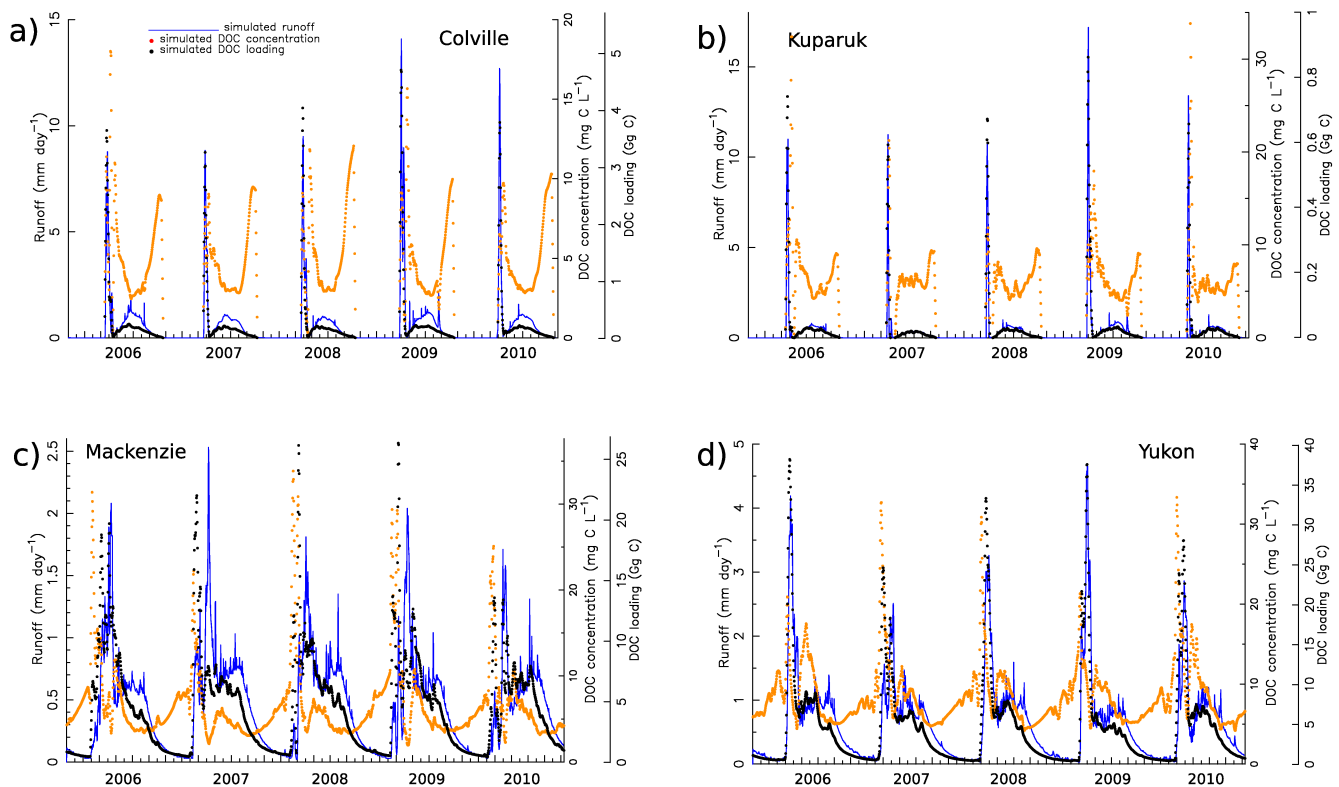 a)
simulated runoff
simulated DOC concentration
simulated DOC loading
Colville
Runoff (mm day−1)
0
5
10
15
0
5
10
15
20
DOC concentration (mg C L−1)
0
1
2
3
4
5
DOC loading (Gg C)
2006 2007 2008 2009 2010
b)
Kuparuk
Runoff (mm day−1)
0
5
10
15
0
10
20
30
DOC concentration (mg C L−1)
0
0.2
0.4
0.6
0.8
1
DOC loading (Gg C)
2006 2007 2008 2009 2010
c)
Mackenzie
Runoff (mm day−1)
0
0.5
1
1.5
2
2.5
0
10
20
30
DOC concentration (mg C L−1)
0
5
10
15
20
25
DOC loading (Gg C)
2006 2007 2008 2009 2010
d)
Yukon
Runoff (mm day−1)
0
1
2
3
4
5
0
10
20
30
40
DOC concentration (mg C L−1)
0
5
10
15
20
25
30
35
40
DOC loading (Gg C)
2006 2007 2008 2009 2010